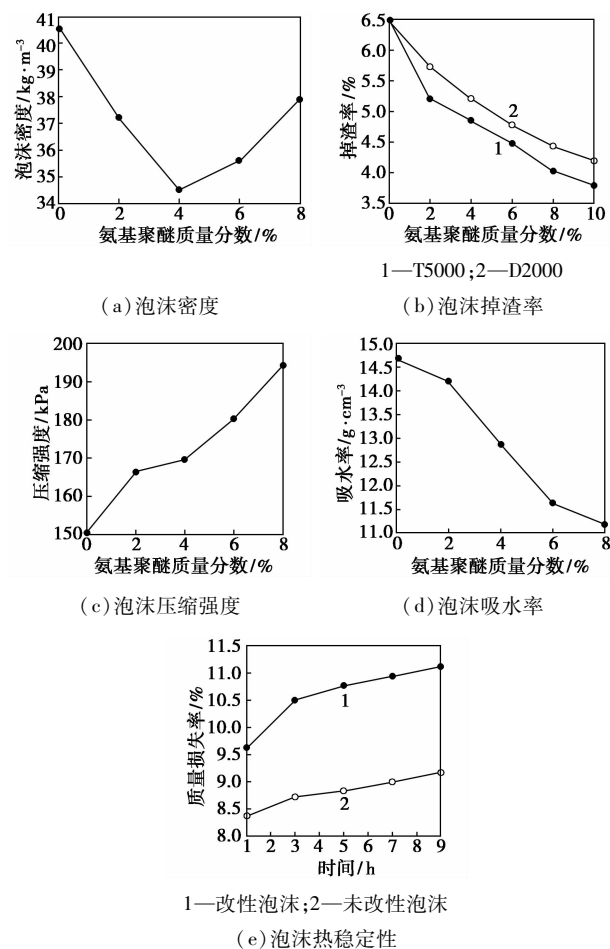 41
40
39
38
37
36
35
34
泡沫密度/kg·m⁻³
0 2 4 6 8
氨基聚醚质量分数/%
(a)泡沫密度
6.5
6.0
5.5
5.0
4.5
4.0
3.5
掉渣率/%
2
1
0 2 4 6 8 10
氨基聚醚质量分数/%
1—T5000;2—D2000
(b)泡沫掉渣率
200
190
180
170
160
150
压缩强度/kPa
0 2 4 6 8
氨基聚醚质量分数/%
(c)泡沫压缩强度
15.0
14.5
14.0
13.5
13.0
12.5
12.0
11.5
11.0
吸水率/g·cm⁻³
0 2 4 6 8
氨基聚醚质量分数/%
(d)泡沫吸水率
11.5
11.0
10.5
10.0
9.5
9.0
8.5
8.0
质量损失率/%
1
2
1 2 3 4 5 6 7 8 9
时间/h
1—改性泡沫;2—未改性泡沫
(e)泡沫热稳定性